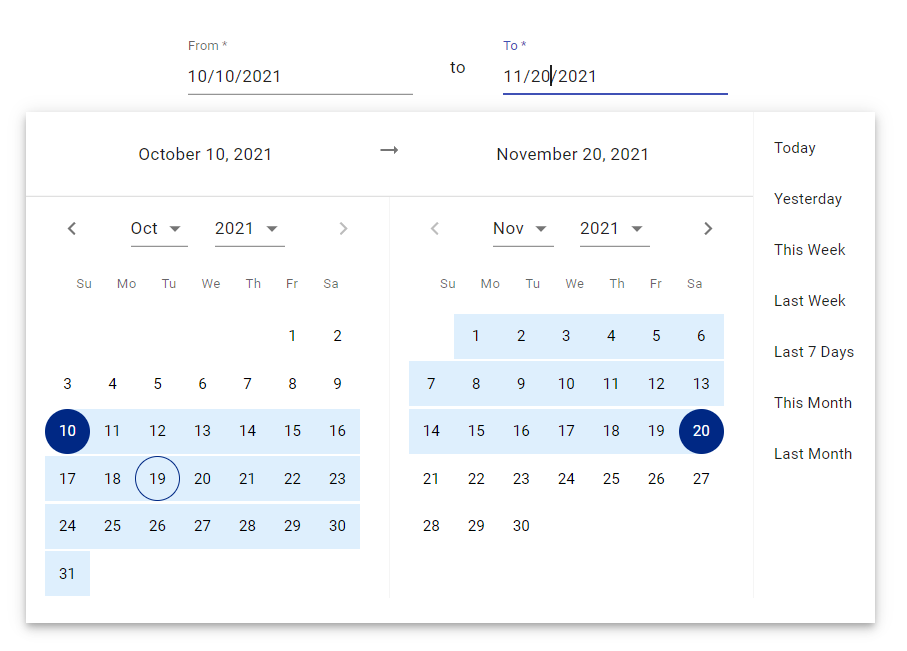 From * To *
10/10/2021 to 11/20/2021
October 10, 2021 → November 20, 2021
Today
Yesterday
This Week
Last Week
Last 7 Days
This Month
Last Month
Oct 2021
Su Mo Tu We Th Fr Sa
1 2
3 4 5 6 7 8 9
10 11 12 13 14 15 16
17 18 19 20 21 22 23
24 25 26 27 28 29 30
31
Nov 2021
Su Mo Tu We Th Fr Sa
1 2 3 4 5 6
7 8 9 10 11 12 13
14 15 16 17 18 19 20
21 22 23 24 25 26 27
28 29 30